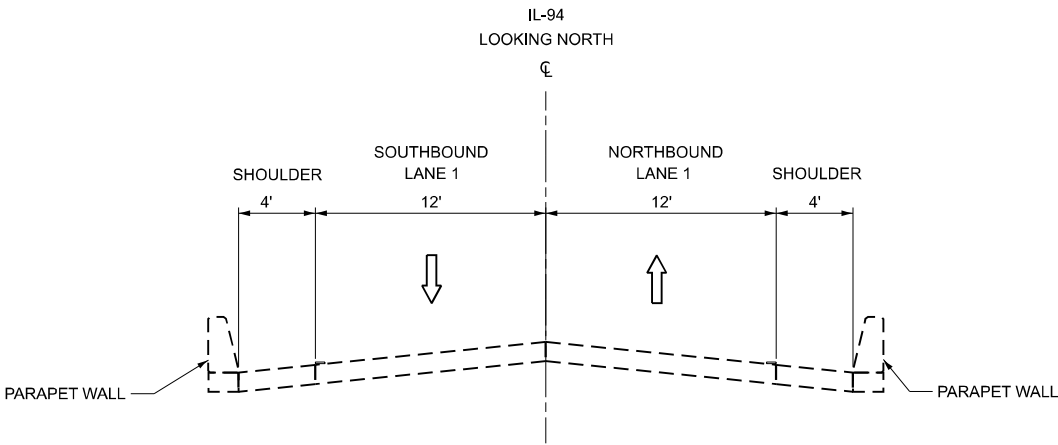 IL-94
LOOKING NORTH
℄
SOUTHBOUND
LANE 1
NORTHBOUND
LANE 1
SHOULDER
SHOULDER
4'
12'
12'
4'
PARAPET WALL
PARAPET WALL